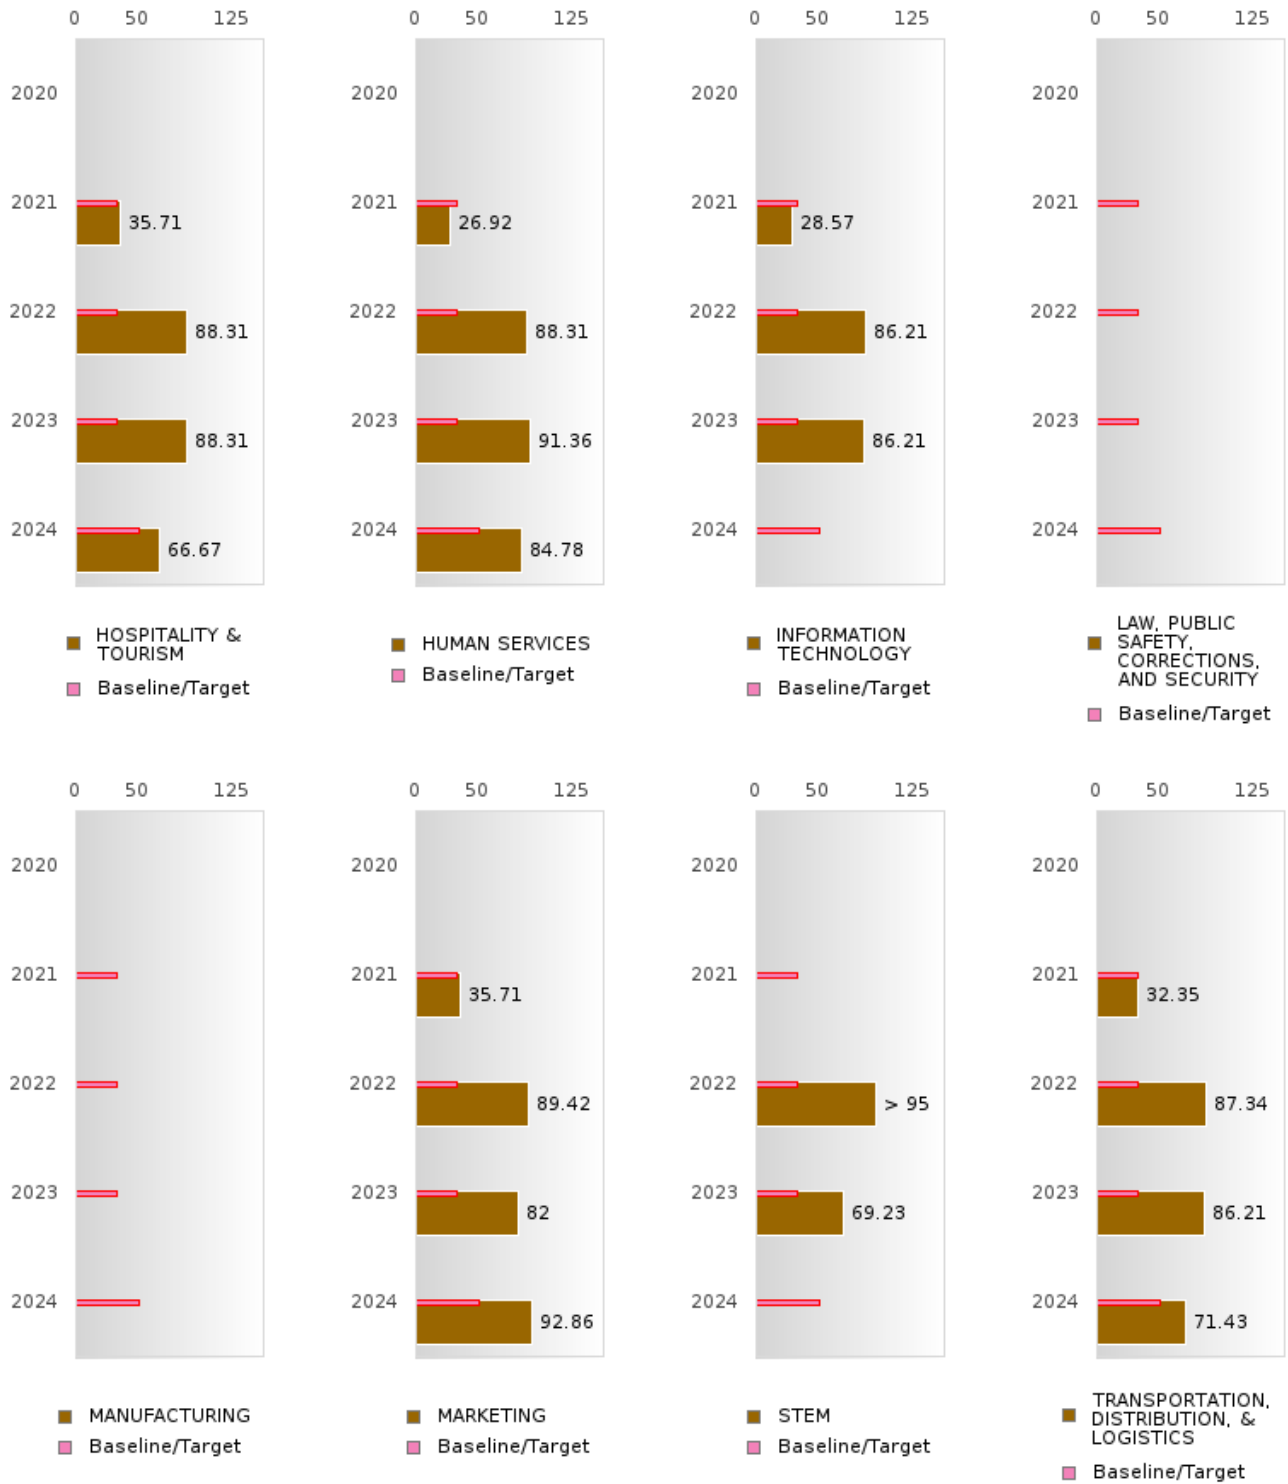 0 50 125 0 50 125 0 50 125 0 50 125
2020 2020 2020 2020
2021 2021 2021 2021
35.71 26.92 28.57
2022 2022 2022 2022
88.31 88.31 86.21
2023 2023 2023 2023
88.31 91.36 86.21
2024 2024 2024 2024
66.67 84.78
HOSPITALITY &
TOURISM
Baseline/Target
HUMAN SERVICES
Baseline/Target
INFORMATION
TECHNOLOGY
Baseline/Target
LAW, PUBLIC
SAFETY,
CORRECTIONS,
AND SECURITY
Baseline/Target
0 50 125 0 50 125 0 50 125 0 50 125
2020 2020 2020 2020
2021 2021 2021 2021
35.71 32.35
2022 2022 2022 2022
89.42 > 95 87.34
2023 2023 2023 2023
82 69.23 86.21
2024 2024 2024 2024
92.86 71.43
MANUFACTURING
Baseline/Target
MARKETING
Baseline/Target
STEM
Baseline/Target
TRANSPORTATION,
DISTRIBUTION, &
LOGISTICS
Baseline/Target